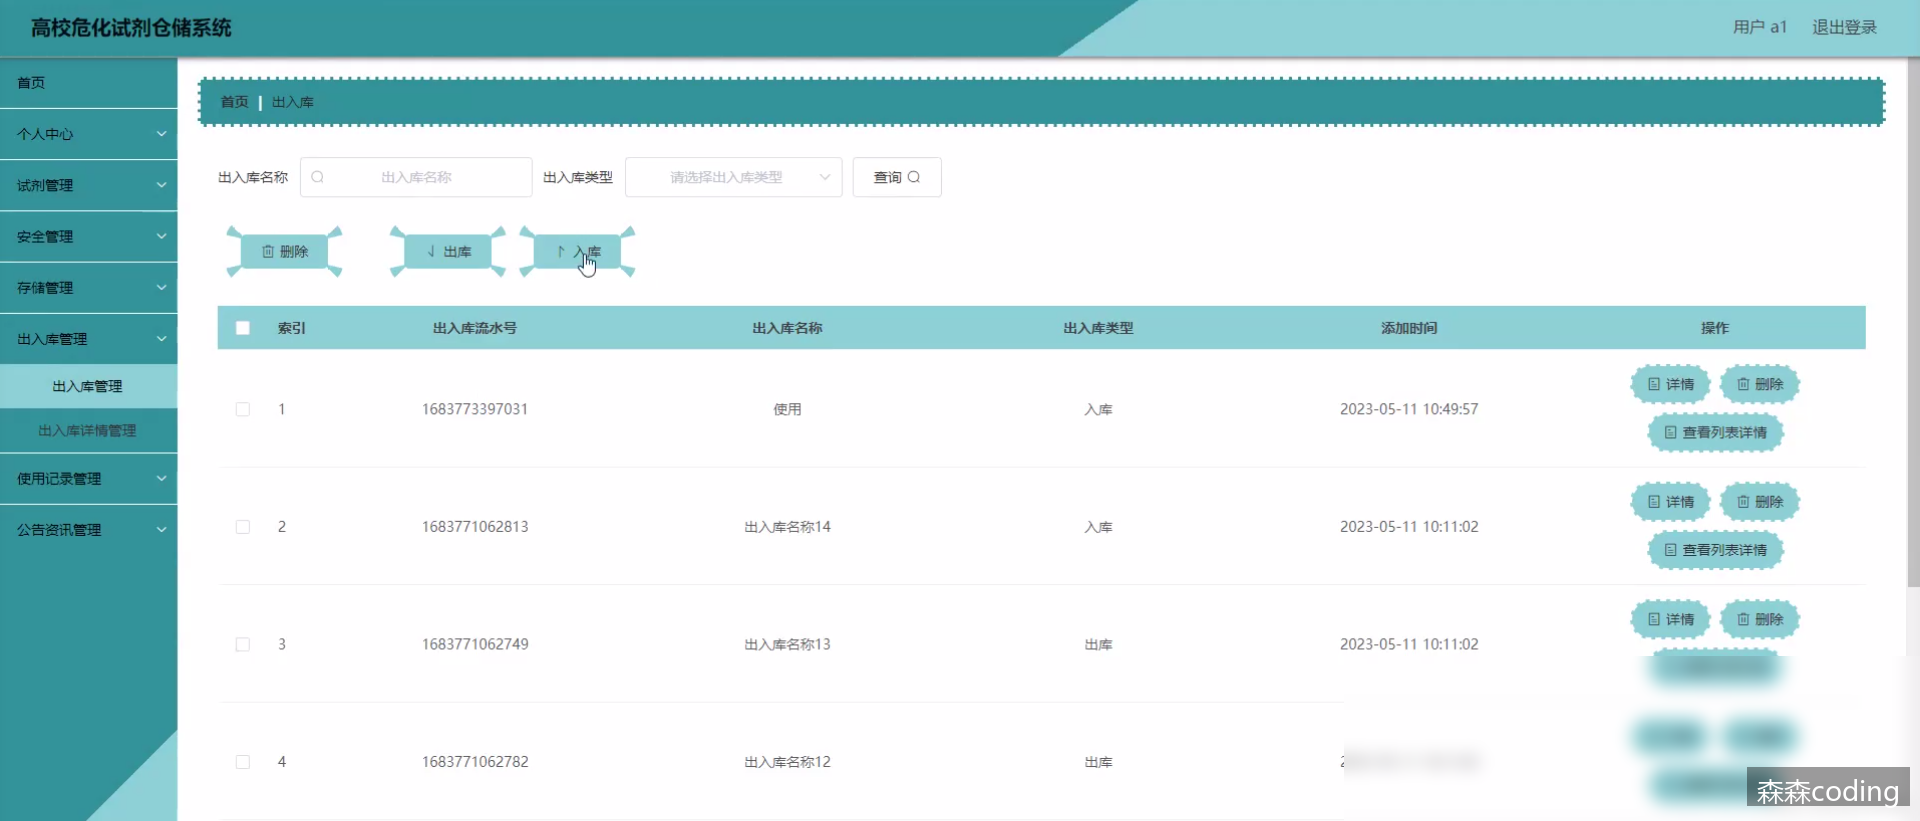 高校危化试剂仓储系统
用户 a1 退出登录
首页
个人中心
试剂管理
安全管理
存储管理
出入库管理
出入库管理
出入库详情管理
使用记录管理
公告资讯管理
首页 | 出入库
出入库名称 出入库名称 出入库类型 请选择出入库类型 查询
删除 出库 入库
索引 出入库流水号 出入库名称 出入库类型 添加时间 操作
1 1683773397031 使用 入库 2023-05-11 10:49:57 详情 删除
查看列表详情
2 1683771062813 出入库名称14 入库 2023-05-11 10:11:02 详情 删除
查看列表详情
3 1683771062749 出入库名称13 出库 2023-05-11 10:11:02 详情 删除
4 1683771062782 出入库名称12 出库
森森coding